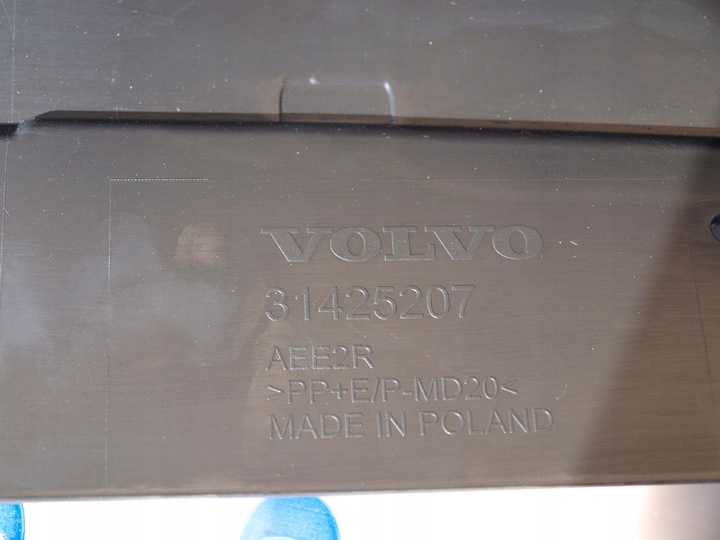 VOLVO
31425207
AEE2R
>PP+E/P-MD20<
MADE IN POLAND